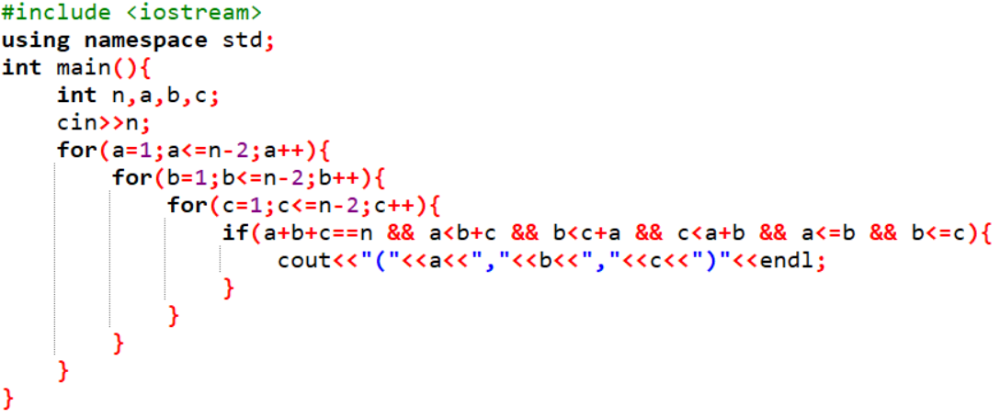 #include <iostream>
using namespace std;
int main(){
    int n,a,b,c;
    cin>>n;
    for(a=1;a<=n-2;a++){
        for(b=1;b<=n-2;b++){
            for(c=1;c<=n-2;c++){
                if(a+b+c==n && a<b+c && b<c+a && c<a+b && a<=b && b<=c){
                    cout<<"("<<a<<","<<b<<","<<c<<")"<<endl;
                }
            }
        }
    }
}